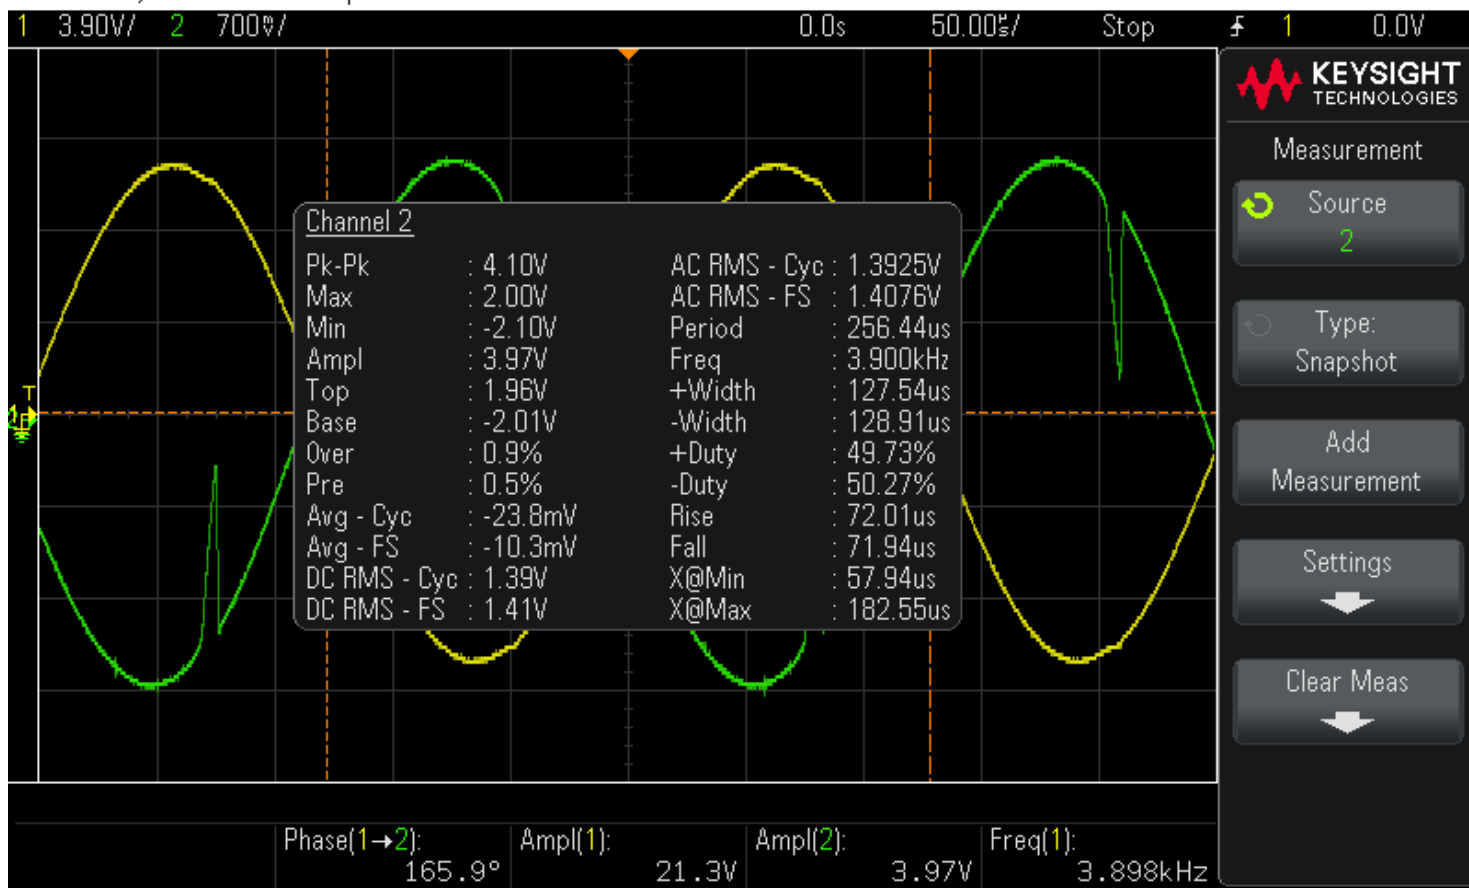 1 3.90V/ 2 700mV/ 0.0s 50.00us/ Stop 1 0.0V
KEYSIGHT
TECHNOLOGIES
Measurement
Source
2
Type:
Snapshot
Add
Measurement
Settings
Clear Meas
T
Channel 2
Pk-Pk : 4.10V AC RMS - Cyc : 1.3925V
Max : 2.00V AC RMS - FS : 1.4076V
Min : -2.10V Period : 256.44us
Ampl : 3.97V Freq : 3.900kHz
Top : 1.96V +Width : 127.54us
Base : -2.01V -Width : 128.91us
Over : 0.9% +Duty : 49.73%
Pre : 0.5% -Duty : 50.27%
Avg - Cyc : -23.8mV Rise : 72.01us
Avg - FS : -10.3mV Fall : 71.94us
DC RMS - Cyc : 1.39V X@Min : 57.94us
DC RMS - FS : 1.41V X@Max : 182.55us
Phase(1→2): Ampl(1): Ampl(2): Freq(1):
165.9° 21.3V 3.97V 3.898kHz